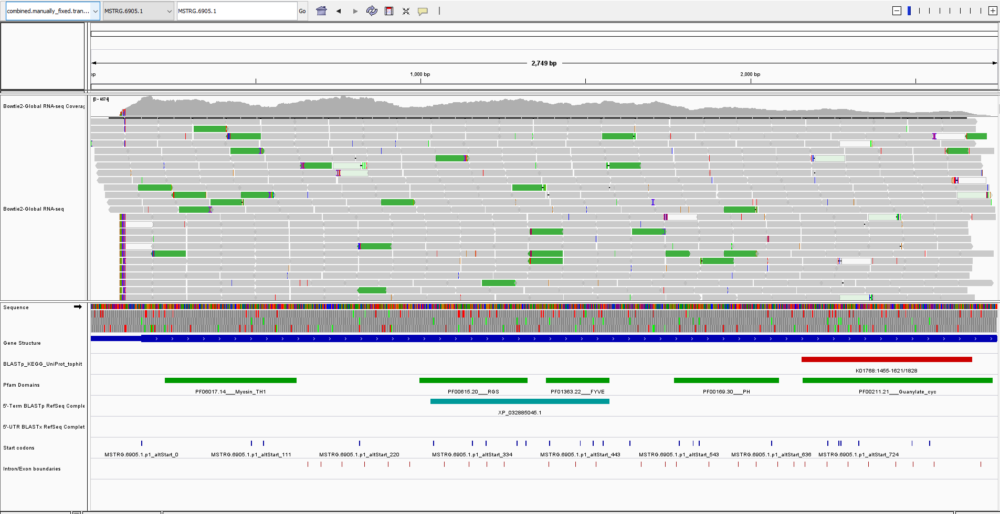 combined.manually_fixed.tran... MSTRG.6905.1 MSTRG.6905.1 Go
2,749 bp
bp 1,000 bp 2,000 bp
[0 - 4674]
Bowtie2-Global RNA-seq Coverag
Bowtie2-Global RNA-seq
Sequence
Gene Structure
BLASTp_KEGG_UniProt_tophit
K01768:1455-1621/1828
Pfam Domains
PF06017.14___Myosin_TH1 PF00615.20___RGS PF01363.22___FYVE PF00169.30___PH PF00211.21___Guanylate_cyc
5'-Term BLASTp RefSeq Comple
XP_032885045.1
5'-UTR BLASTx RefSeq Complet
Start codons
MSTRG.6905.1.p1_altStart_0 MSTRG.6905.1.p1_altStart_111 MSTRG.6905.1.p1_altStart_220 MSTRG.6905.1.p1_altStart_334 MSTRG.6905.1.p1_altStart_443 MSTRG.6905.1.p1_altStart_543 MSTRG.6905.1.p1_altStart_636 MSTRG.6905.1.p1_altStart_724
Intron/Exon boundaries